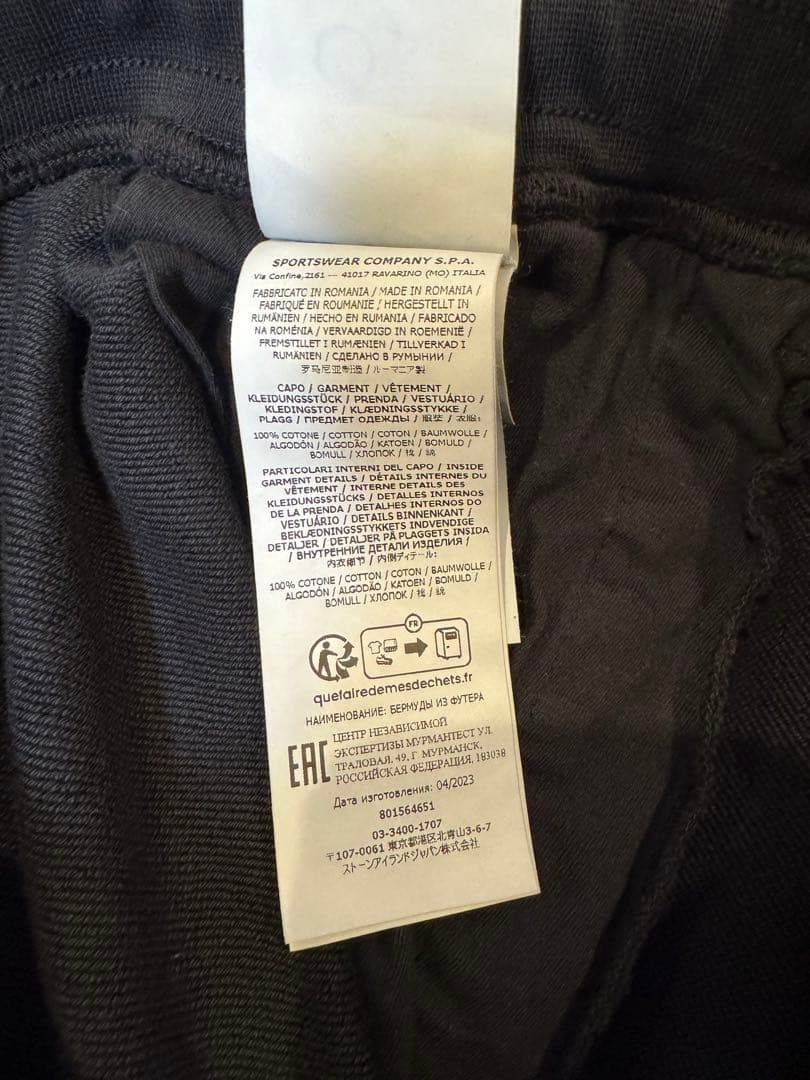 SPORTSWEAR COMPANY S.P.A.
Via Confine,2161 — 41017 RAVARINO (MO) ITALIA
FABBRICATO IN ROMANIA / MADE IN ROMANIA /
FABRIQUÉ EN ROUMANIE / HERGESTELLT IN
RUMÄNIEN / HECHO EN RUMANIA / FABRICADO
NA ROMÉNIA / VERVAARDIGD IN ROEMENIË /
FREMSTILLET I RUMÆNIEN / TILLVERKAD I
RUMÄNIEN / СДЕЛАНО В РУМЫНИИ /
罗马尼亚制造 / ルーマニア製
CAPO / GARMENT / VÊTEMENT /
KLEIDUNGSSTÜCK / PRENDA / VESTUÁRIO /
KLEDINGSTOF / KLÆDNINGSSTYKKE /
PLAGG / ПРЕДМЕТ ОДЕЖДЫ / 服装 / 衣服:
100% COTONE / COTTON / COTON / BAUMWOLLE /
ALGODÓN / ALGODÃO / KATOEN / BOMULD /
BOMULL / ХЛОПОК / 棉 / 綿
PARTICOLARI INTERNI DEL CAPO / INSIDE
GARMENT DETAILS / DÉTAILS INTERNES DU
VÊTEMENT / INTERNE DETAILS DES
KLEIDUNGSSTÜCKS / DETALLES INTERNOS
DE LA PRENDA / DETALHES INTERNOS DO
VESTUÁRIO / DETAILS BINNENKANT /
BEKLÆDNINGSSTYKKETS INDVENDIGE
DETALJER / DETALJER PÅ PLAGGETS INSIDA
/ ВНУТРЕННИЕ ДЕТАЛИ ИЗДЕЛИЯ /
内衣细节 / 内側ディテール:
100% COTONE / COTTON / COTON / BAUMWOLLE /
ALGODÓN / ALGODÃO / KATOEN / BOMULD /
BOMULL / ХЛОПОК / 棉 / 綿
FR
quefairedemesdechets.fr
НАИМЕНОВАНИЕ: БЕРМУДЫ ИЗ ФУТЕРА
EAC
ЦЕНТР НЕЗАВИСИМОЙ
ЭКСПЕРТИЗЫ МУРМАНТЕСТ УЛ.
ТРАЛОВАЯ, 49, Г. МУРМАНСК,
РОССИЙСКАЯ ФЕДЕРАЦИЯ, 183038
Дата изготовления: 04/2023
801564651
03-3400-1707
〒107-0061 東京都港区北青山3-6-7
ストーンアイランドジャパン株式会社